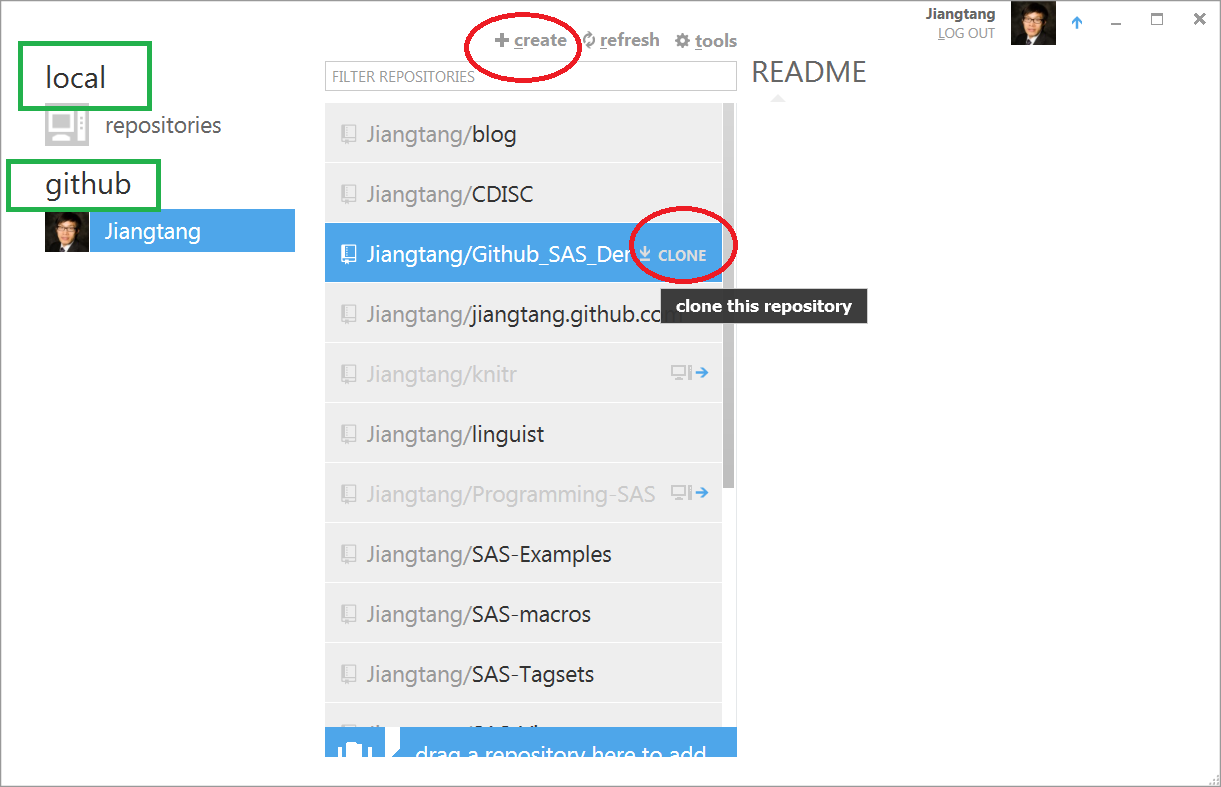 Jiangtang
LOG OUT
create
refresh
tools
local
repositories
github
Jiangtang
FILTER REPOSITORIES
README
Jiangtang/blog
Jiangtang/CDISC
Jiangtang/Github_SAS_Der
CLONE
clone this repository
Jiangtang/jiangtang.github.com
Jiangtang/knitr
Jiangtang/linguist
Jiangtang/Programming-SAS
Jiangtang/SAS-Examples
Jiangtang/SAS-macros
Jiangtang/SAS-Tagsets
drag a repository here to add